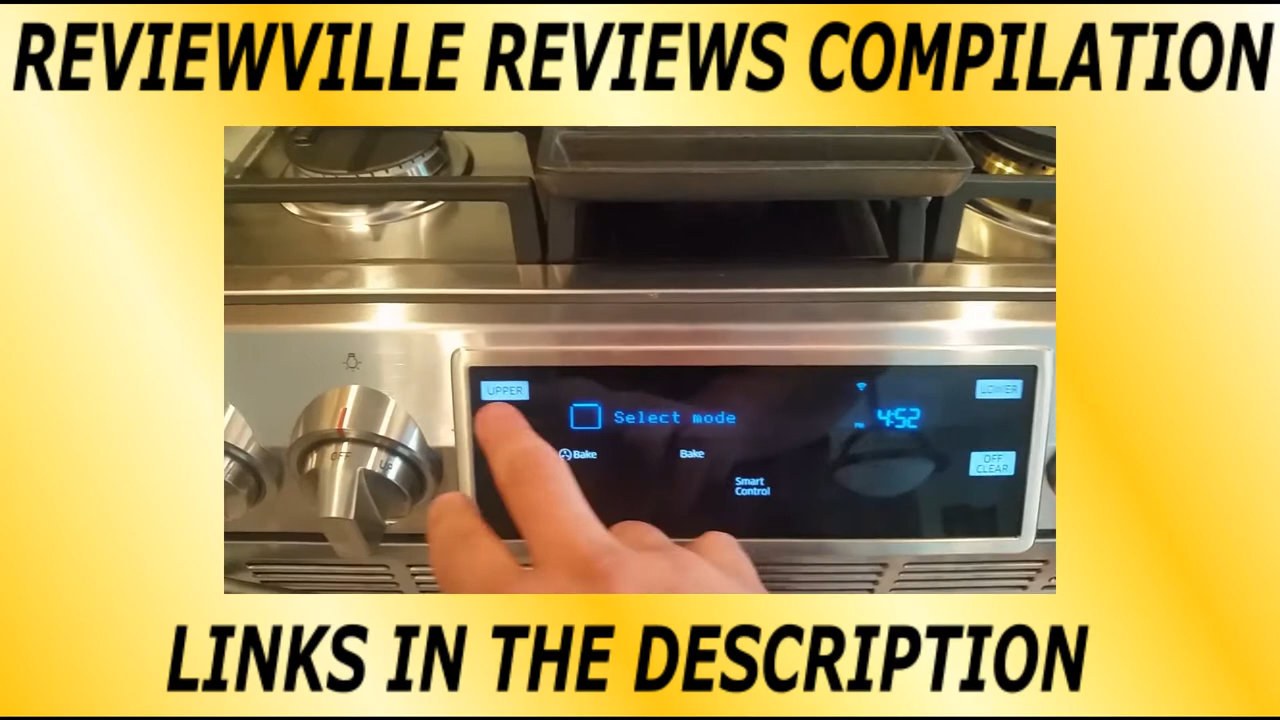 REVIEWVILLE REVIEWS COMPILATION
UPPER
LOWER
Select mode
PM 4:52
Bake
Bake
OFF
CLEAR
Smart
Control
OFF
LINKS IN THE DESCRIPTION